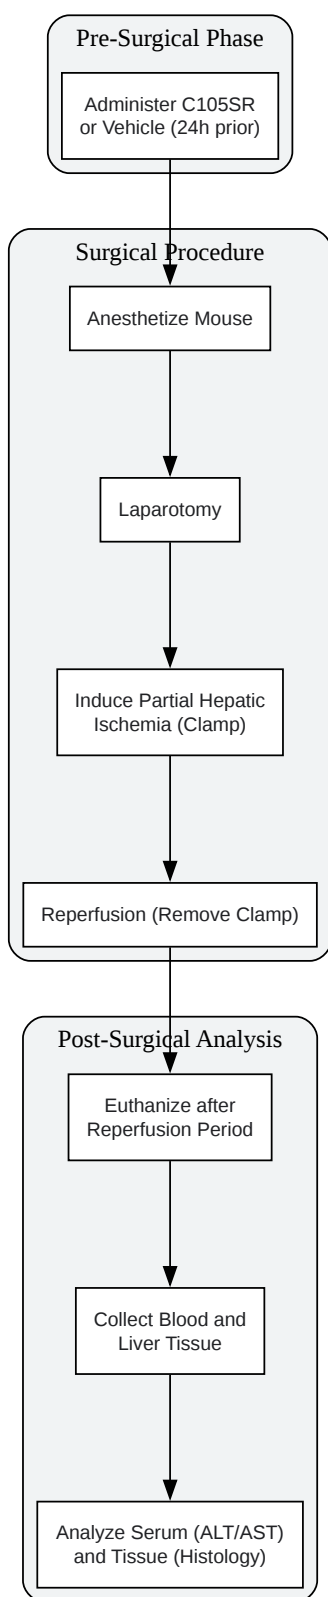 Pre-Surgical Phase
Administer C105SR
or Vehicle (24h prior)
Surgical Procedure
Anesthetize Mouse
Laparotomy
Induce Partial Hepatic
Ischemia (Clamp)
Reperfusion (Remove Clamp)
Post-Surgical Analysis
Euthanize after
Reperfusion Period
Collect Blood and
Liver Tissue
Analyze Serum (ALT/AST)
and Tissue (Histology)